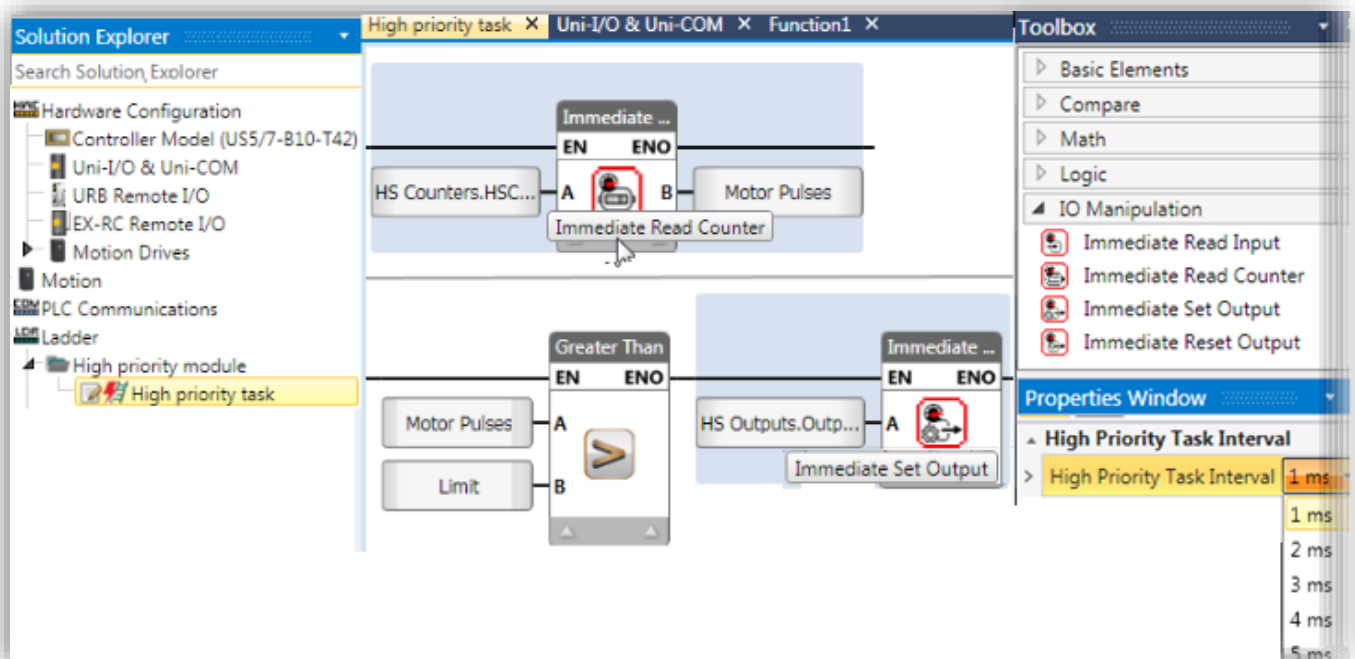 Solution Explorer
Search Solution Explorer
Hardware Configuration
Controller Model (US5/7-B10-T42)
Uni-I/O & Uni-COM
URB Remote I/O
EX-RC Remote I/O
Motion Drives
Motion
PLC Communications
Ladder
High priority module
High priority task
High priority task × Uni-I/O & Uni-COM × Function1 ×
Immediate ...
EN ENO
HS Counters.HSC... A B Motor Pulses
Immediate Read Counter
Greater Than
EN ENO
Motor Pulses A
>
Limit B
Immediate ...
EN ENO
HS Outputs.Outp... A
Immediate Set Output
Toolbox
Basic Elements
Compare
Math
Logic
IO Manipulation
Immediate Read Input
Immediate Read Counter
Immediate Set Output
Immediate Reset Output
Properties Window
High Priority Task Interval
High Priority Task Interval 1 ms
1 ms
2 ms
3 ms
4 ms
5 ms